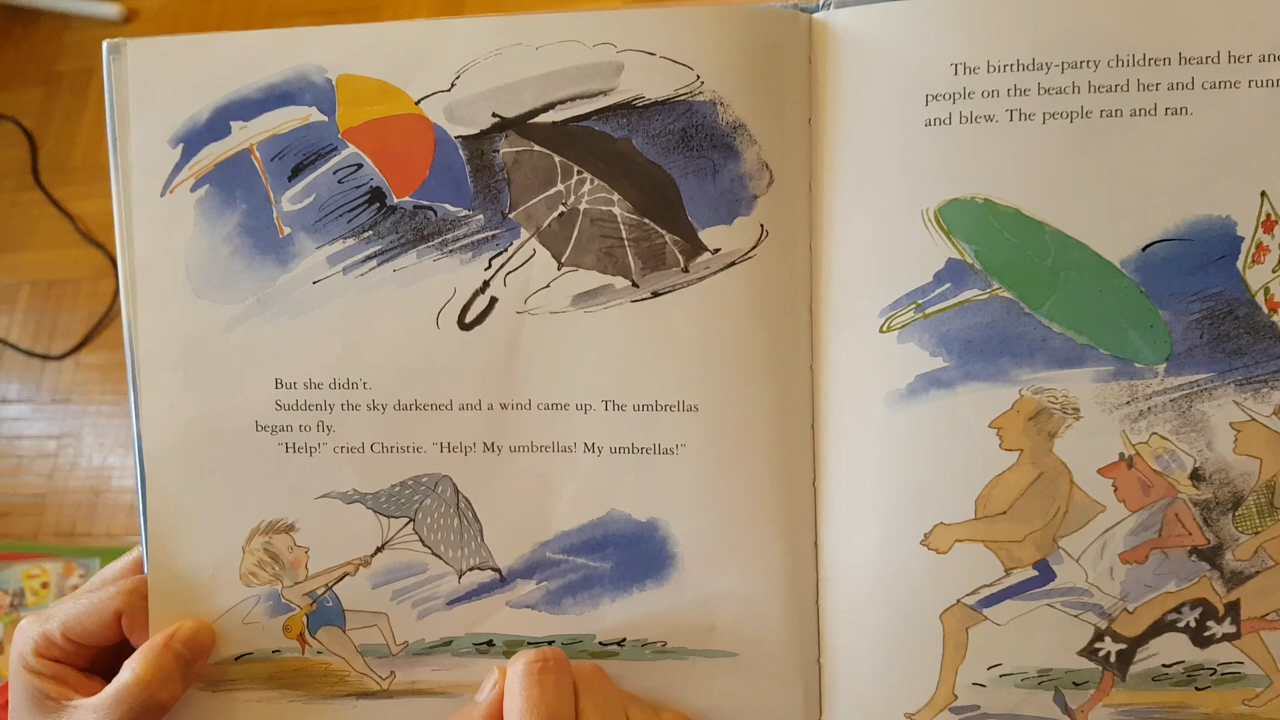 But she didn't.
Suddenly the sky darkened and a wind came up. The umbrellas
began to fly.
"Help!" cried Christie. "Help! My umbrellas! My umbrellas!"
The birthday-party children heard her and
people on the beach heard her and came
and blew. The people ran and ran.